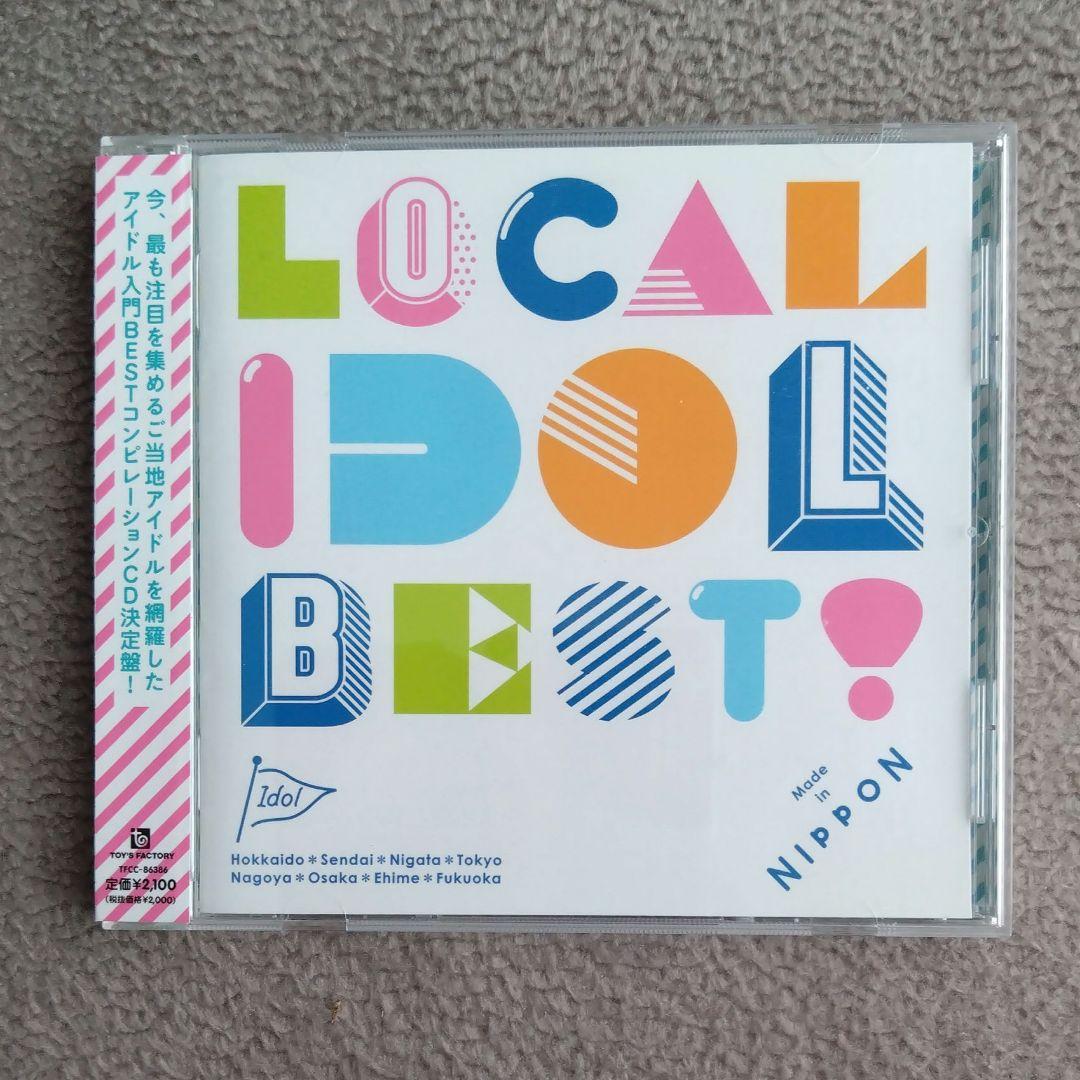 今、最も注目を集めるご当地アイドルを網羅した
アイドル入門BESTコンピレーションCD決定盤！
TOY'S FACTORY
TFCC-86386
定価¥2,100
(税抜価格¥2,000)
LOCAL
IDOL
BEST!
Idol
Hokkaido＊Sendai＊Nigata＊Tokyo
Nagoya＊Osaka＊Ehime＊Fukuoka
Made
in
NIPPON